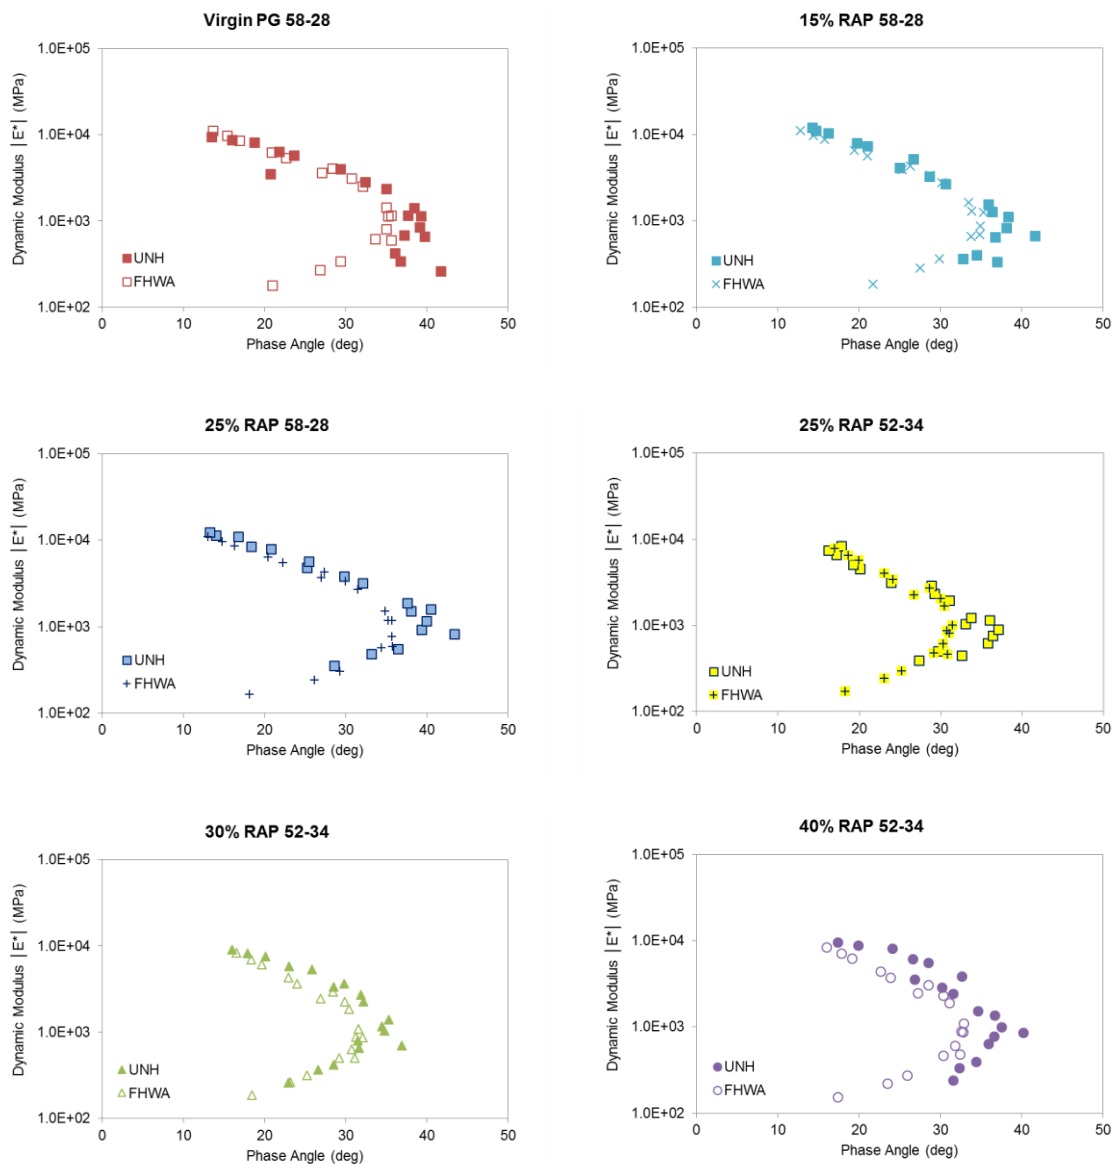 Virgin PG 58-28
1.0E+05
1.0E+04
1.0E+03
1.0E+02
Dynamic Modulus |E*| (MPa)
UNH
FHWA
0 10 20 30 40 50
Phase Angle (deg)
15% RAP 58-28
1.0E+05
1.0E+04
1.0E+03
1.0E+02
Dynamic Modulus |E*| (MPa)
UNH
FHWA
0 10 20 30 40 50
Phase Angle (deg)
25% RAP 58-28
1.0E+05
1.0E+04
1.0E+03
1.0E+02
Dynamic Modulus |E*| (MPa)
UNH
FHWA
0 10 20 30 40 50
Phase Angle (deg)
25% RAP 52-34
1.0E+05
1.0E+04
1.0E+03
1.0E+02
Dynamic Modulus |E*| (MPa)
UNH
FHWA
0 10 20 30 40 50
Phase Angle (deg)
30% RAP 52-34
1.0E+05
1.0E+04
1.0E+03
1.0E+02
Dynamic Modulus |E*| (MPa)
UNH
FHWA
0 10 20 30 40 50
Phase Angle (deg)
40% RAP 52-34
1.0E+05
1.0E+04
1.0E+03
1.0E+02
Dynamic Modulus |E*| (MPa)
UNH
FHWA
0 10 20 30 40 50
Phase Angle (deg)